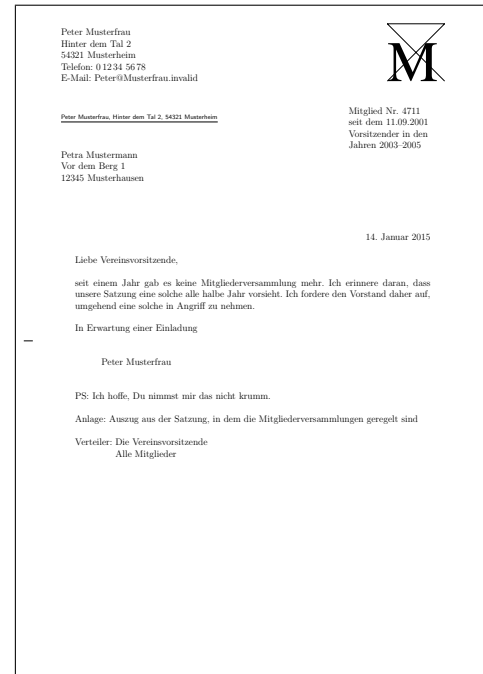 Peter Musterfrau
Hinter dem Tal 2
54321 Musterheim
Telefon: 0 12 34 56 78
E-Mail: Peter@Musterfrau.invalid
M
Peter Musterfrau, Hinter dem Tal 2, 54321 Musterheim
Mitglied Nr. 4711
seit dem 11.09.2001
Vorsitzender in den
Jahren 2003–2005
Petra Mustermann
Vor dem Berg 1
12345 Musterhausen
14. Januar 2015
Liebe Vereinsvorsitzende,
seit einem Jahr gab es keine Mitgliederversammlung mehr. Ich erinnere daran, dass
unsere Satzung eine solche alle halbe Jahr vorsieht. Ich fordere den Vorstand daher auf,
umgehend eine solche in Angriff zu nehmen.
In Erwartung einer Einladung
Peter Musterfrau
PS: Ich hoffe, Du nimmst mir das nicht krumm.
Anlage: Auszug aus der Satzung, in dem die Mitgliederversammlungen geregelt sind
Verteiler: Die Vereinsvorsitzende
Alle Mitglieder